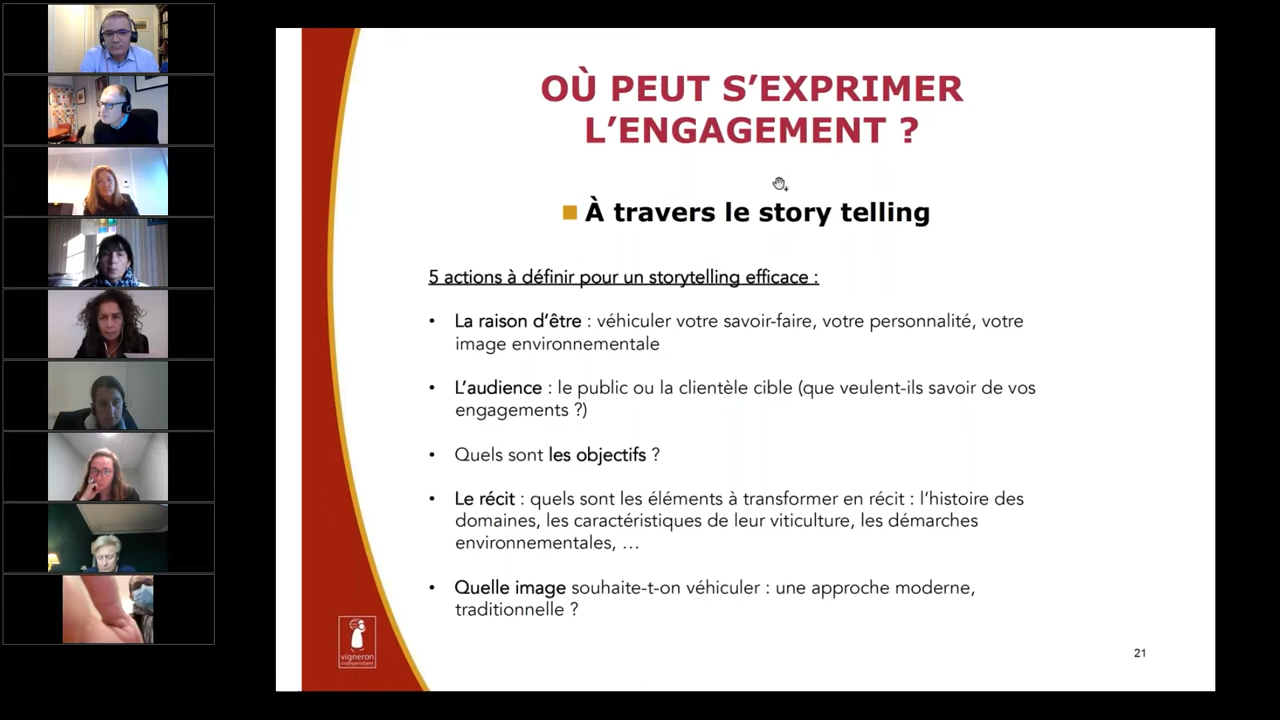 OÙ PEUT S’EXPRIMER
L’ENGAGEMENT ?
À travers le story telling
5 actions à définir pour un storytelling efficace :
• La raison d’être : véhiculer votre savoir-faire, votre personnalité, votre
image environnementale
• L’audience : le public ou la clientèle cible (que veulent-ils savoir de vos
engagements ?)
• Quels sont les objectifs ?
• Le récit : quels sont les éléments à transformer en récit : l’histoire des
domaines, les caractéristiques de leur viticulture, les démarches
environnementales, …
• Quelle image souhaite-t-on véhiculer : une approche moderne,
traditionnelle ?
vigneron
indépendant
21